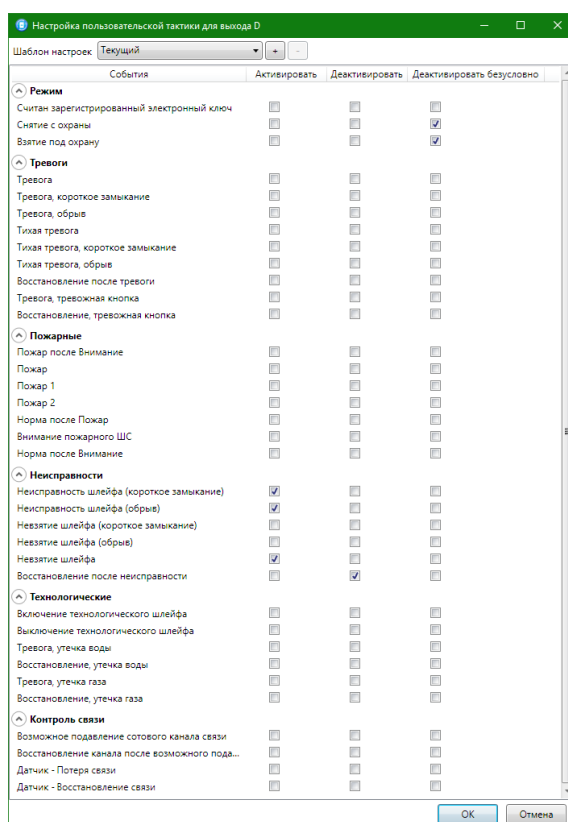 Настройка пользовательской тактики для выхода D
Шаблон настроек Текущий + -
События Активировать Деактивировать Деактивировать безусловно
Режим
Считан зарегистрированный электронный ключ
Снятие с охраны
Взятие под охрану
Тревоги
Тревога
Тревога, короткое замыкание
Тревога, обрыв
Тихая тревога
Тихая тревога, короткое замыкание
Тихая тревога, обрыв
Восстановление после тревоги
Тревога, тревожная кнопка
Восстановление, тревожная кнопка
Пожарные
Пожар после Внимание
Пожар
Пожар 1
Пожар 2
Норма после Пожар
Внимание пожарного ШС
Норма после Внимание
Неисправности
Неисправность шлейфа (короткое замыкание)
Неисправность шлейфа (обрыв)
Невзятие шлейфа (короткое замыкание)
Невзятие шлейфа (обрыв)
Невзятие шлейфа
Восстановление после неисправности
Технологические
Включение технологического шлейфа
Выключение технологического шлейфа
Тревога, утечка воды
Восстановление, утечка воды
Тревога, утечка газа
Восстановление, утечка газа
Контроль связи
Возможное подавление сотового канала связи
Восстановление канала после возможного пода...
Датчик - Потеря связи
Датчик - Восстановление связи
OK Отмена